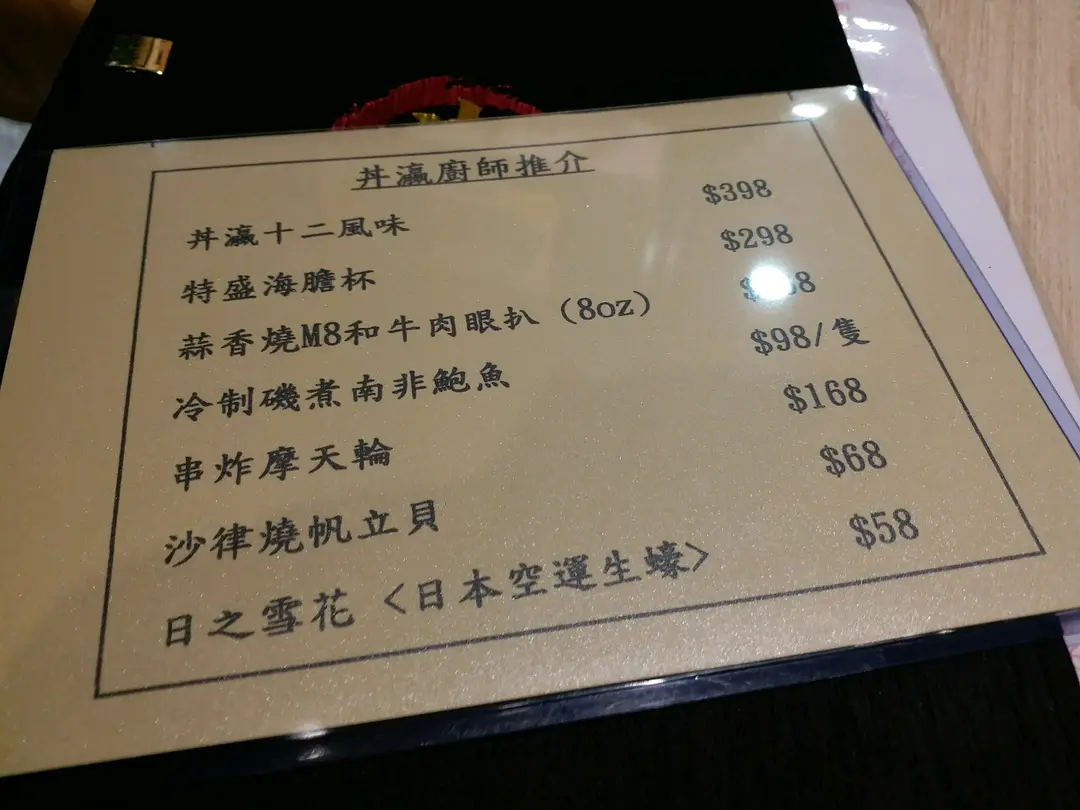 丼瀛廚師推介
丼瀛十二風味 $398
特盛海膽杯 $298
蒜香燒M8和牛肉眼扒（8oz）
冷制磯煮南非鮑魚 $98/隻
串炸摩天輪 $168
沙律燒帆立貝 $68
日之雪花＜日本空運生蠔＞ $58